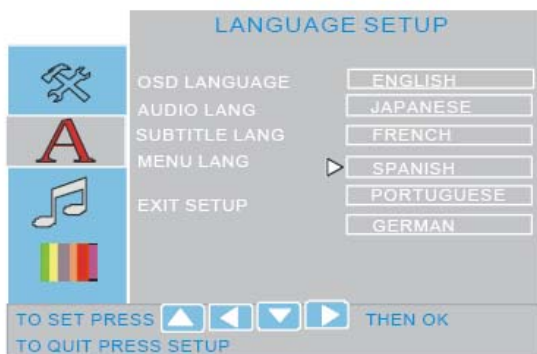 LANGUAGE SETUP
OSD LANGUAGE
AUDIO LANG
SUBTITLE LANG
MENU LANG
EXIT SETUP
ENGLISH
JAPANESE
FRENCH
SPANISH
PORTUGUESE
GERMAN
A
TO SET PRESS THEN OK
TO QUIT PRESS SETUP